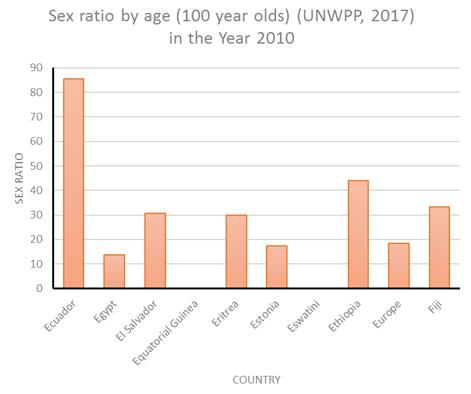 Sex ratio by age (100 year olds) (UNWPP, 2017)
in the Year 2010
90
80
70
60
50
40
30
20
10
0
SEX RATIO
Ecuador
Egypt
El Salvador
Equatorial Guinea
Eritrea
Estonia
Eswatini
Ethiopia
Europe
Fiji
COUNTRY